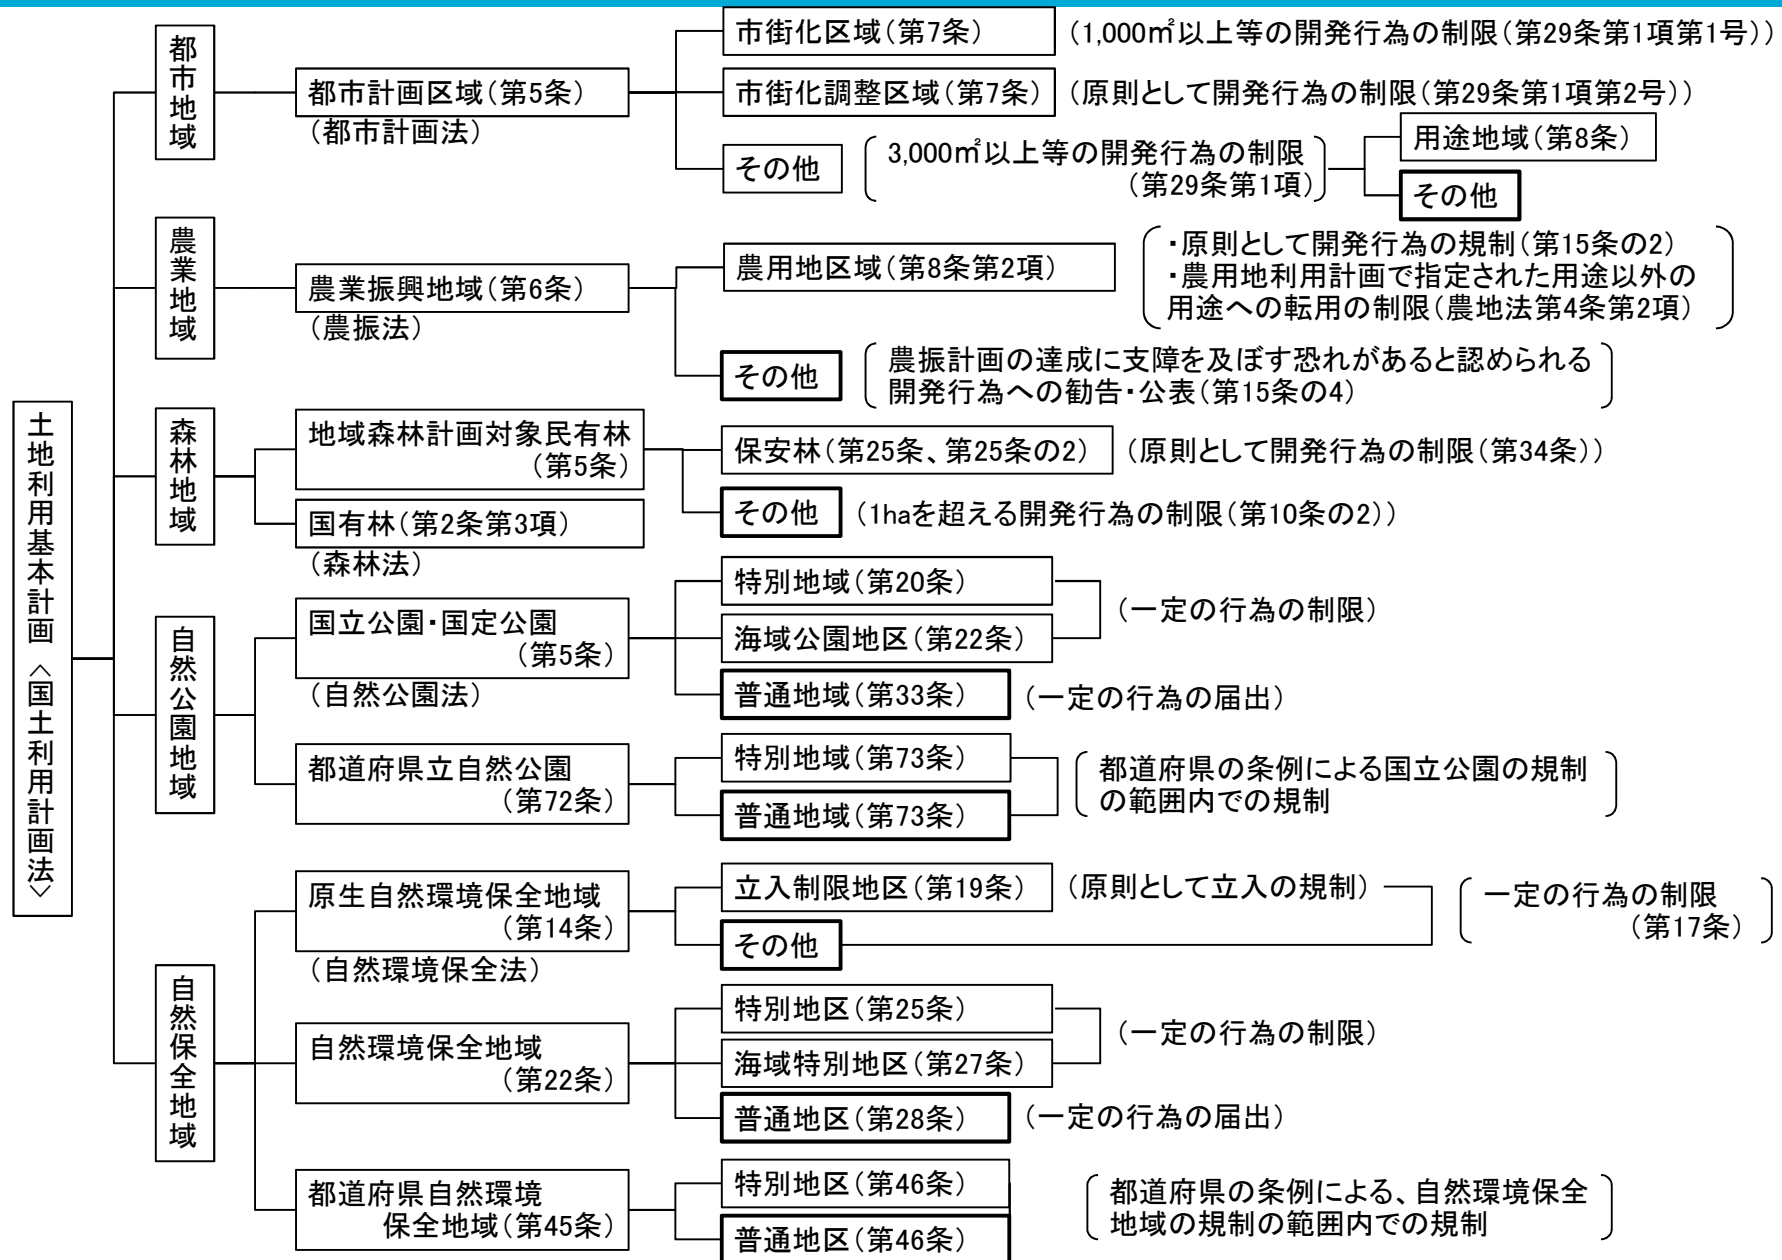 土地利用基本計画〈国土利用計画法〉
都市地域
都市計画区域（第5条）
（都市計画法）
市街化区域（第7条）
（1,000㎡以上等の開発行為の制限（第29条第1項第1号））
市街化調整区域（第7条）
（原則として開発行為の制限（第29条第1項第2号））
その他
3,000㎡以上等の開発行為の制限
（第29条第1項）
用途地域（第8条）
その他
農業地域
農業振興地域（第6条）
（農振法）
農用地区域（第8条第2項）
・原則として開発行為の規制（第15条の2）
・農用地利用計画で指定された用途以外の
用途への転用の制限（農地法第4条第2項）
その他
農振計画の達成に支障を及ぼす恐れがあると認められる
開発行為への勧告・公表（第15条の4）
森林地域
地域森林計画対象民有林
（第5条）
国有林（第2条第3項）
（森林法）
保安林（第25条、第25条の2）
（原則として開発行為の制限（第34条））
その他
（1haを超える開発行為の制限（第10条の2））
自然公園地域
国立公園・国定公園
（第5条）
（自然公園法）
特別地域（第20条）
海域公園地区（第22条）
（一定の行為の制限）
普通地域（第33条）
（一定の行為の届出）
都道府県立自然公園
（第72条）
特別地域（第73条）
普通地域（第73条）
都道府県の条例による国立公園の規制
の範囲内での規制
自然保全地域
原生自然環境保全地域
（第14条）
（自然環境保全法）
立入制限地区（第19条）
（原則として立入の規制）
その他
一定の行為の制限
（第17条）
自然環境保全地域
（第22条）
特別地区（第25条）
海域特別地区（第27条）
（一定の行為の制限）
普通地区（第28条）
（一定の行為の届出）
都道府県自然環境
保全地域（第45条）
特別地区（第46条）
普通地区（第46条）
都道府県の条例による、自然環境保全
地域の規制の範囲内での規制